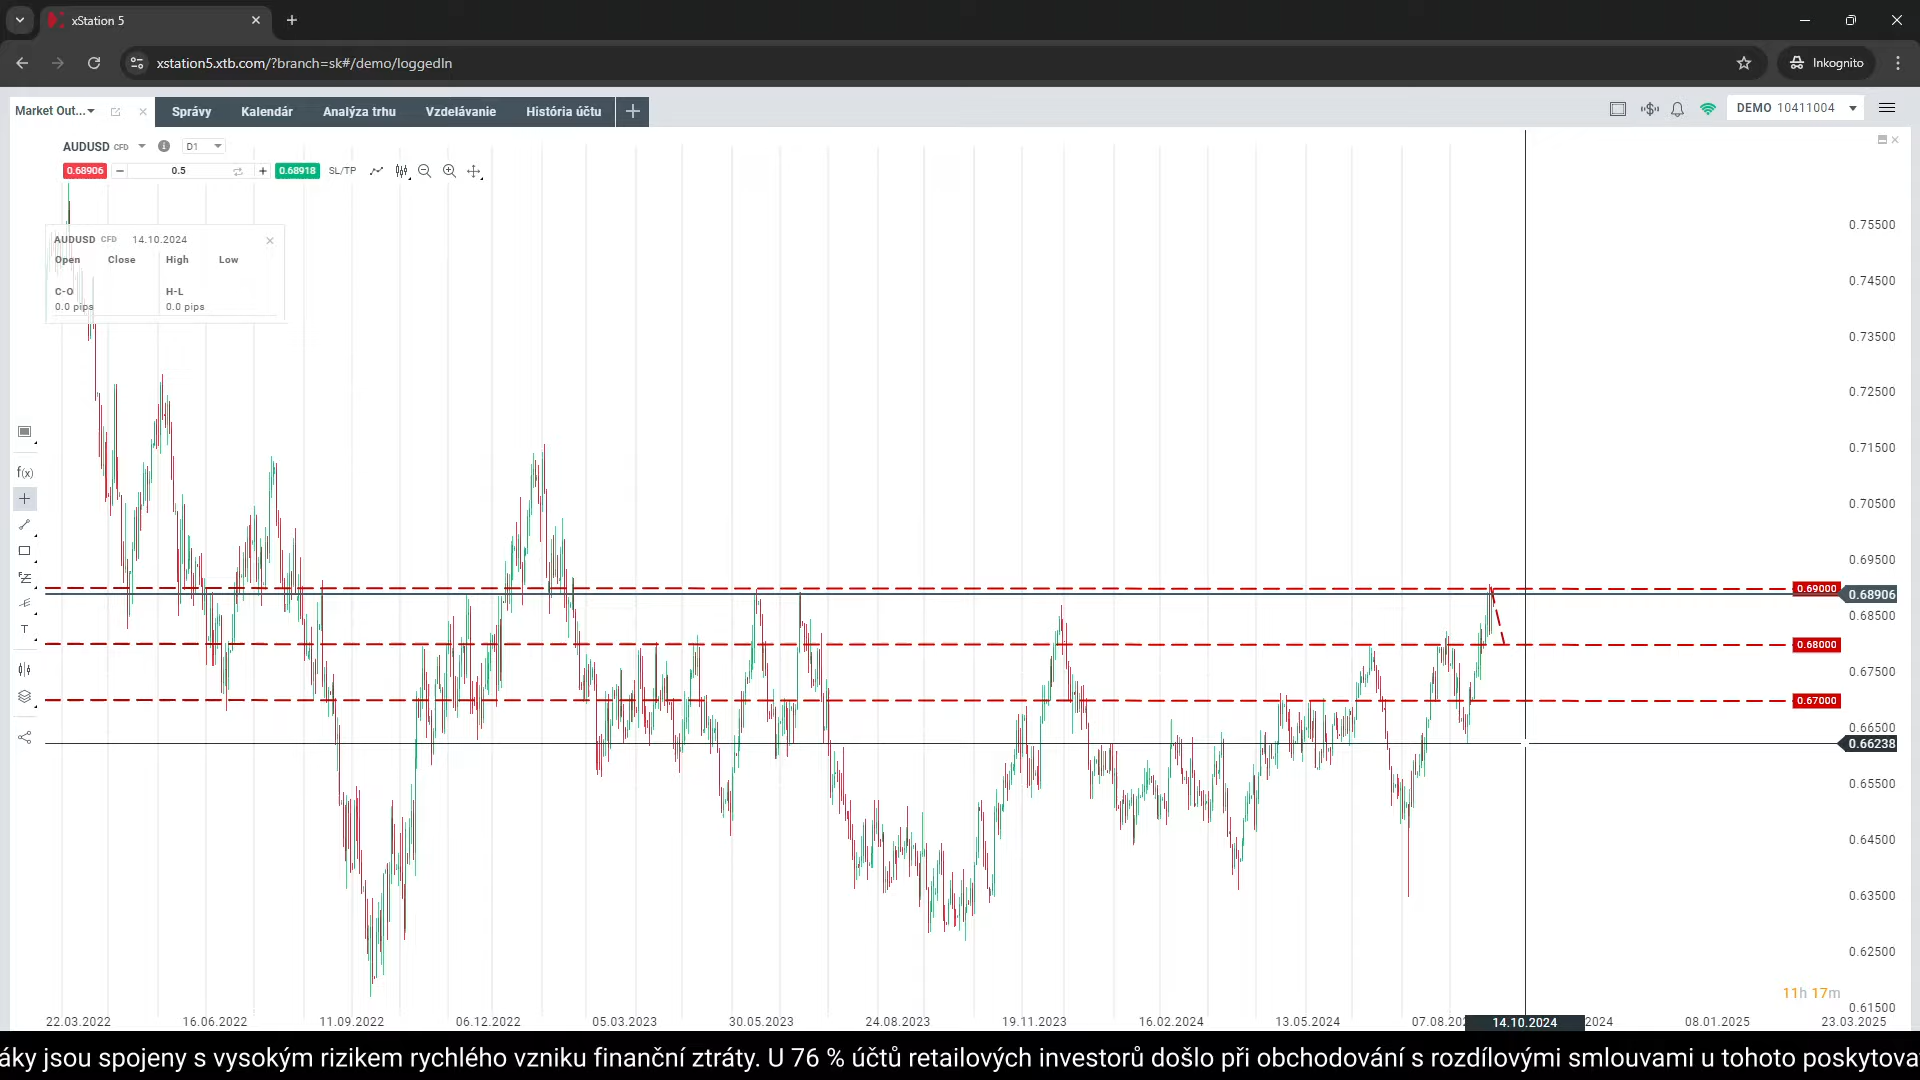 xStation 5
xstation5.xtb.com/?branch=sk#/demo/loggedIn
Inkognito
Market Out...
Správy
Kalendár
Analýza trhu
Vzdelávanie
História účtu
DEMO 10411004
AUDUSD CFD
D1
0.68906
0.5
0.68918
SL/TP
AUDUSD CFD 14.10.2024
Open Close High Low
C-O H-L
0.0 pips 0.0 pips
f(x)
T
0.75500
0.74500
0.73500
0.72500
0.71500
0.70500
0.69500
0.69000
0.68906
0.68500
0.68000
0.67500
0.67000
0.66500
0.66238
0.65500
0.64500
0.63500
0.62500
11h 17m
0.61500
22.03.2022 16.06.2022 11.09.2022 06.12.2022 05.03.2023 30.05.2023 24.08.2023 19.11.2023 16.02.2024 13.05.2024 07.08.20 14.10.2024 2024 08.01.2025 23.03.2025
áky jsou spojeny s vysokým rizikem rychlého vzniku finanční ztráty. U 76 % účtů retailových investorů došlo při obchodování s rozdílovými smlouvami u tohoto poskytova